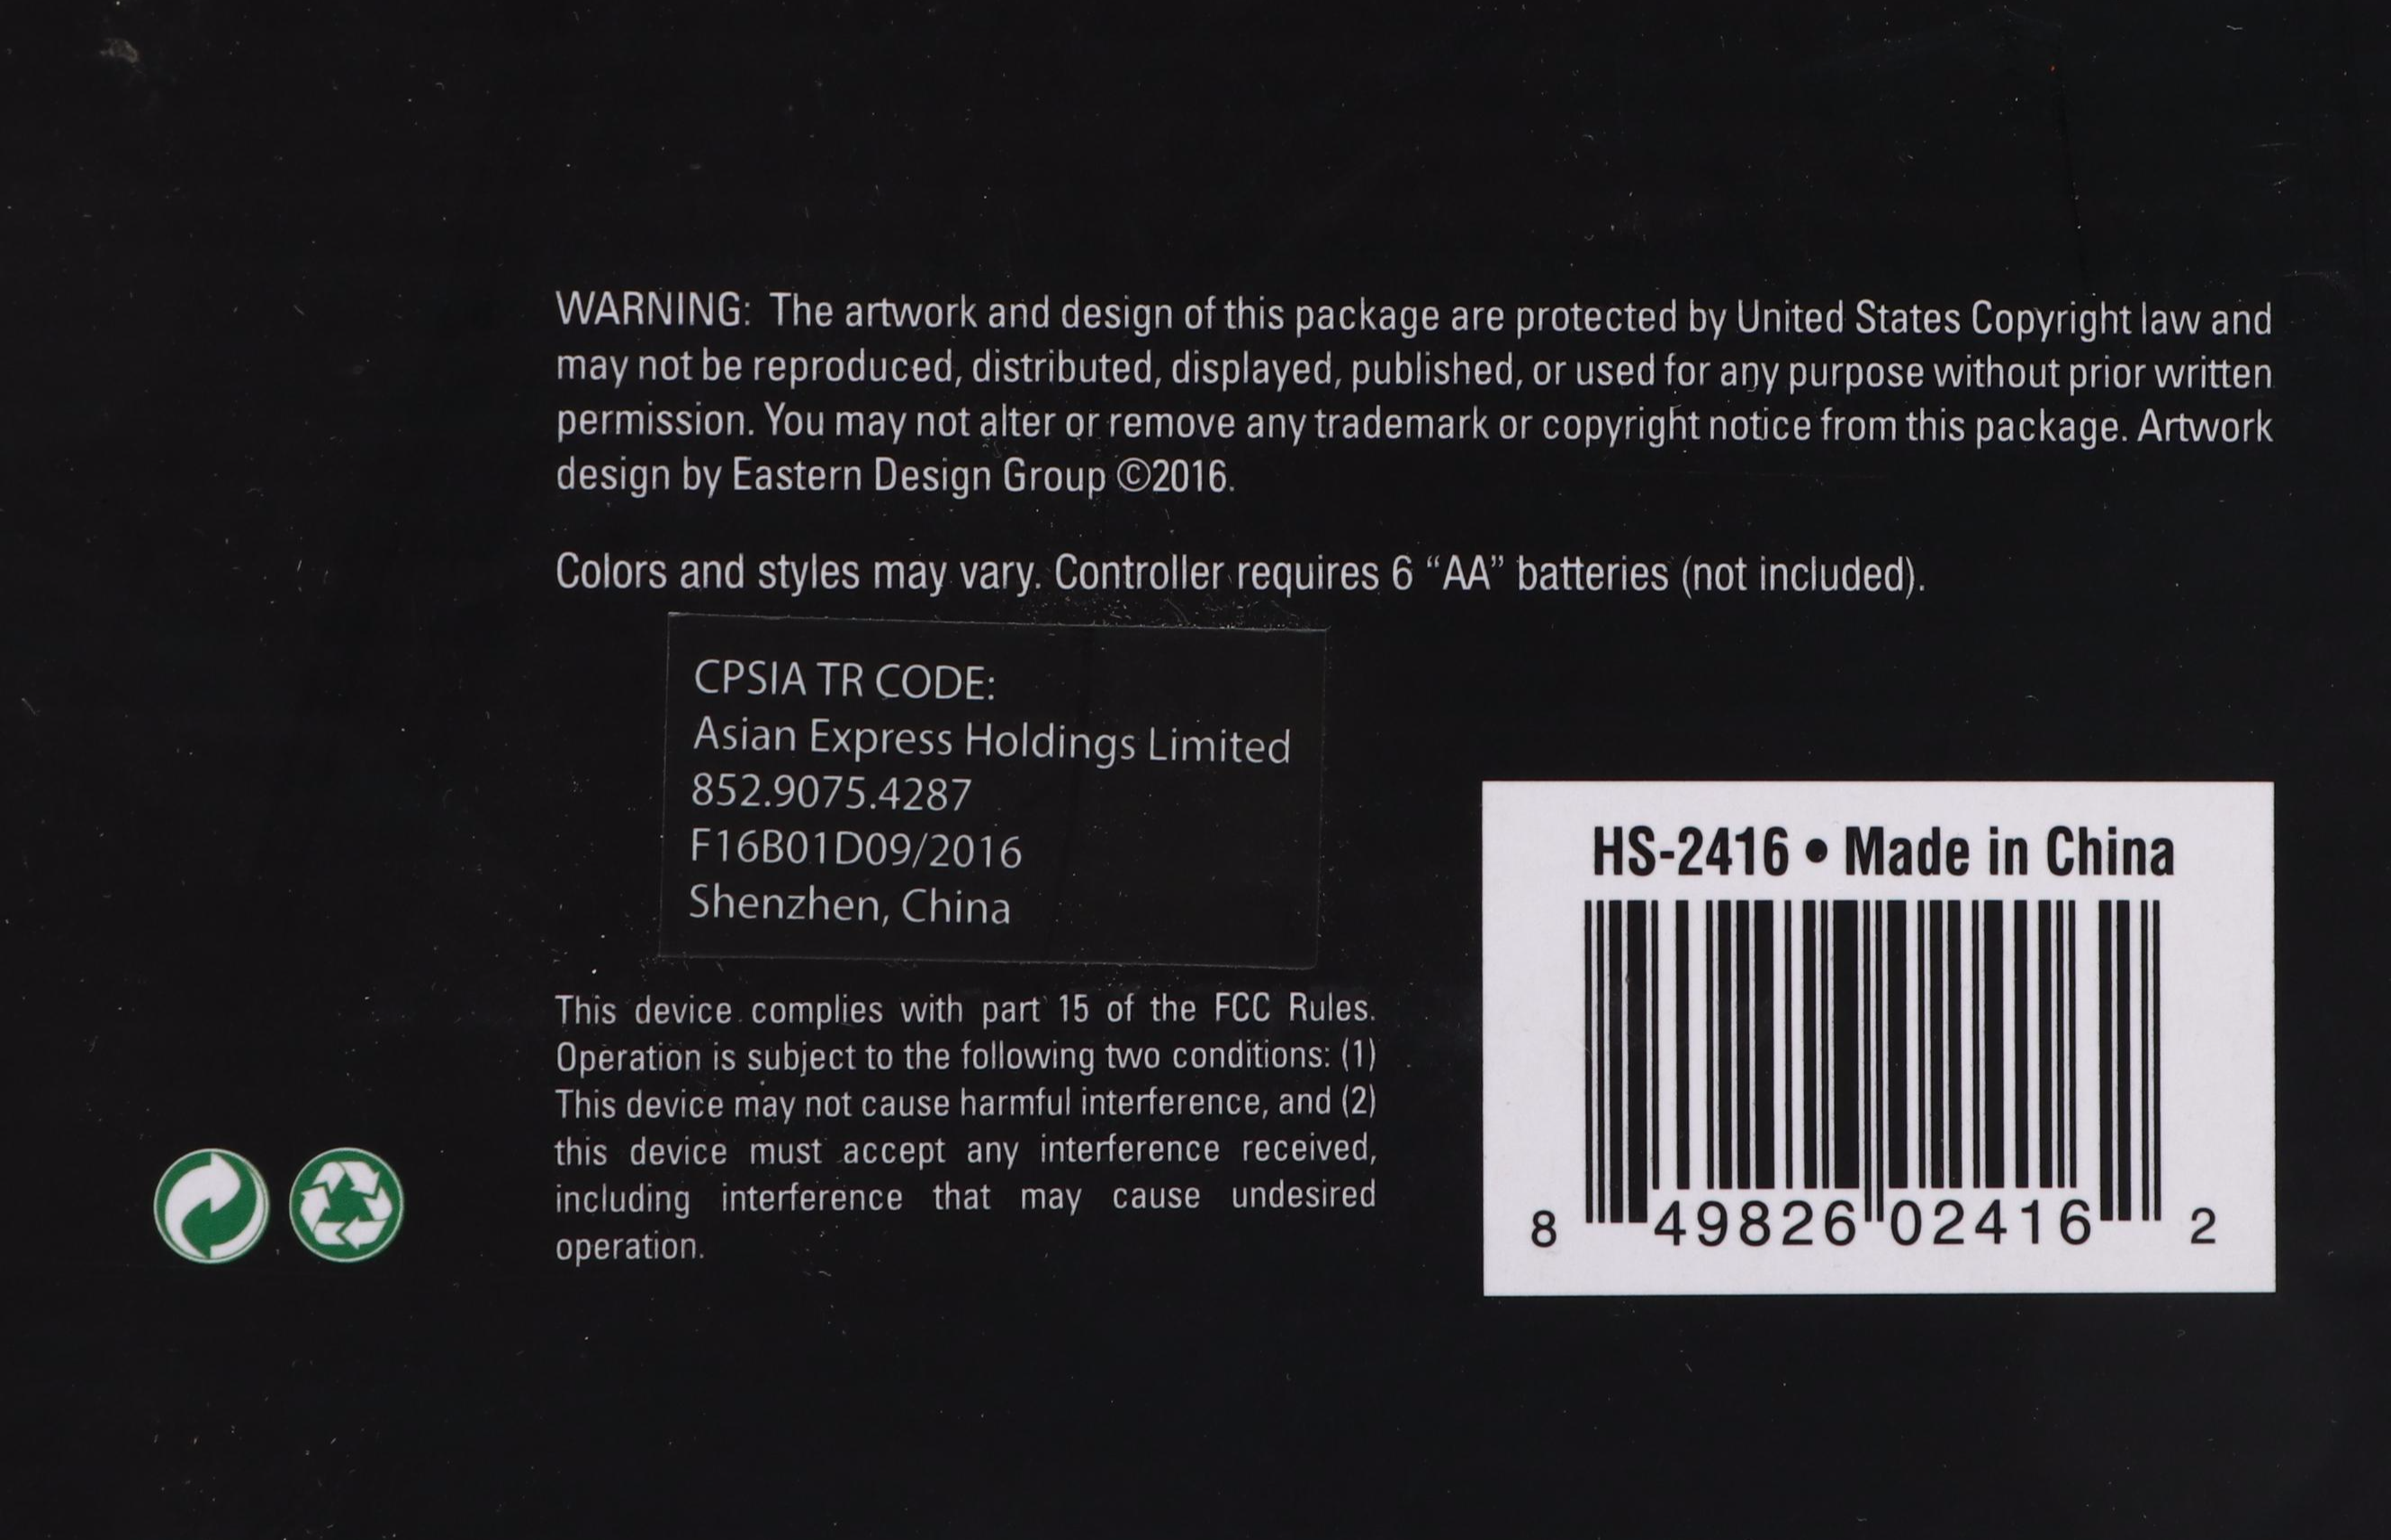 WARNING: The artwork and design of this package are protected by United States Copyright law and
may not be reproduced, distributed, displayed, published, or used for any purpose without prior written
permission. You may not alter or remove any trademark or copyright notice from this package. Artwork
design by Eastern Design Group ©2016.
Colors and styles may vary. Controller requires 6 “AA” batteries (not included).
CPSIA TR CODE:
Asian Express Holdings Limited
852.9075.4287
F16B01D09/2016
Shenzhen, China
This device complies with part 15 of the FCC Rules.
Operation is subject to the following two conditions: (1)
This device may not cause harmful interference, and (2)
this device must accept any interference received,
including interference that may cause undesired
operation.
HS-2416 • Made in China
8 49826 02416 2